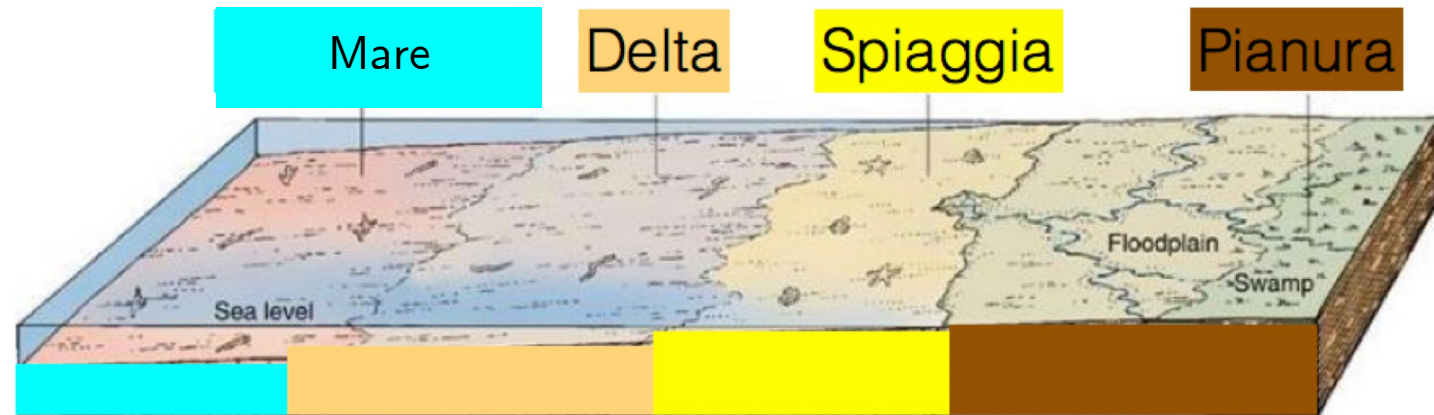 Mare
Delta
Spiaggia
Pianura
Floodplain
Swamp
Sea level